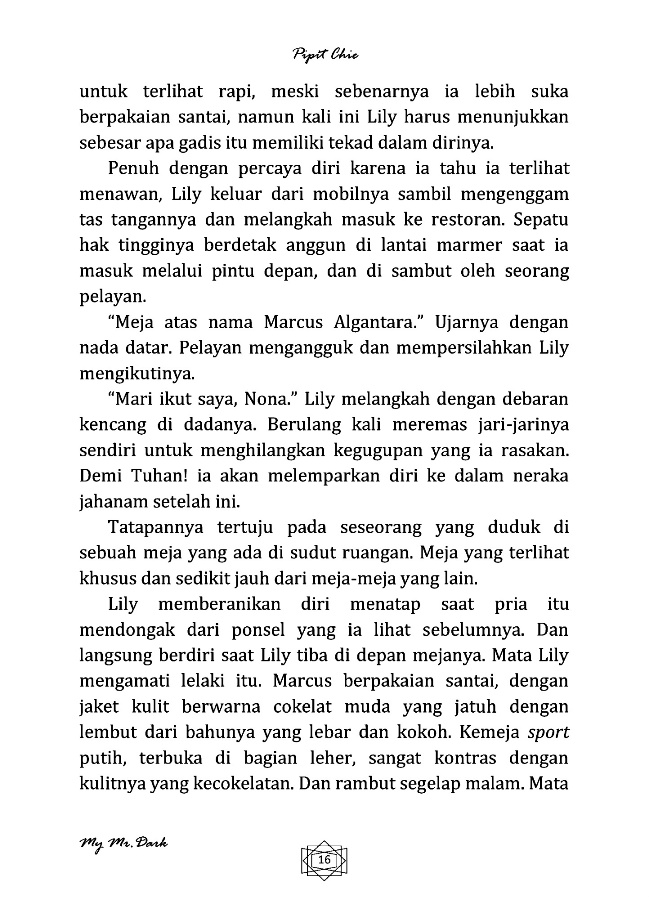 Pipit Chie
untuk terlihat rapi, meski sebenarnya ia lebih suka
berpakaian santai, namun kali ini Lily harus menunjukkan
sebesar apa gadis itu memiliki tekad dalam dirinya.
Penuh dengan percaya diri karena ia tahu ia terlihat
menawan, Lily keluar dari mobilnya sambil mengenggam
tas tangannya dan melangkah masuk ke restoran. Sepatu
hak tingginya berdetak anggun di lantai marmer saat ia
masuk melalui pintu depan, dan di sambut oleh seorang
pelayan.
“Meja atas nama Marcus Algantara.” Ujarnya dengan
nada datar. Pelayan mengangguk dan mempersilahkan Lily
mengikutinya.
“Mari ikut saya, Nona.” Lily melangkah dengan debaran
kencang di dadanya. Berulang kali meremas jari-jarinya
sendiri untuk menghilangkan kegugupan yang ia rasakan.
Demi Tuhan! ia akan melemparkan diri ke dalam neraka
jahanam setelah ini.
Tatapannya tertuju pada seseorang yang duduk di
sebuah meja yang ada di sudut ruangan. Meja yang terlihat
khusus dan sedikit jauh dari meja-meja yang lain.
Lily memberanikan diri menatap saat pria itu
mendongak dari ponsel yang ia lihat sebelumnya. Dan
langsung berdiri saat Lily tiba di depan mejanya. Mata Lily
mengamati lelaki itu. Marcus berpakaian santai, dengan
jaket kulit berwarna cokelat muda yang jatuh dengan
lembut dari bahunya yang lebar dan kokoh. Kemeja sport
putih, terbuka di bagian leher, sangat kontras dengan
kulitnya yang kecokelatan. Dan rambut segelap malam. Mata
My Mr. Dark
16